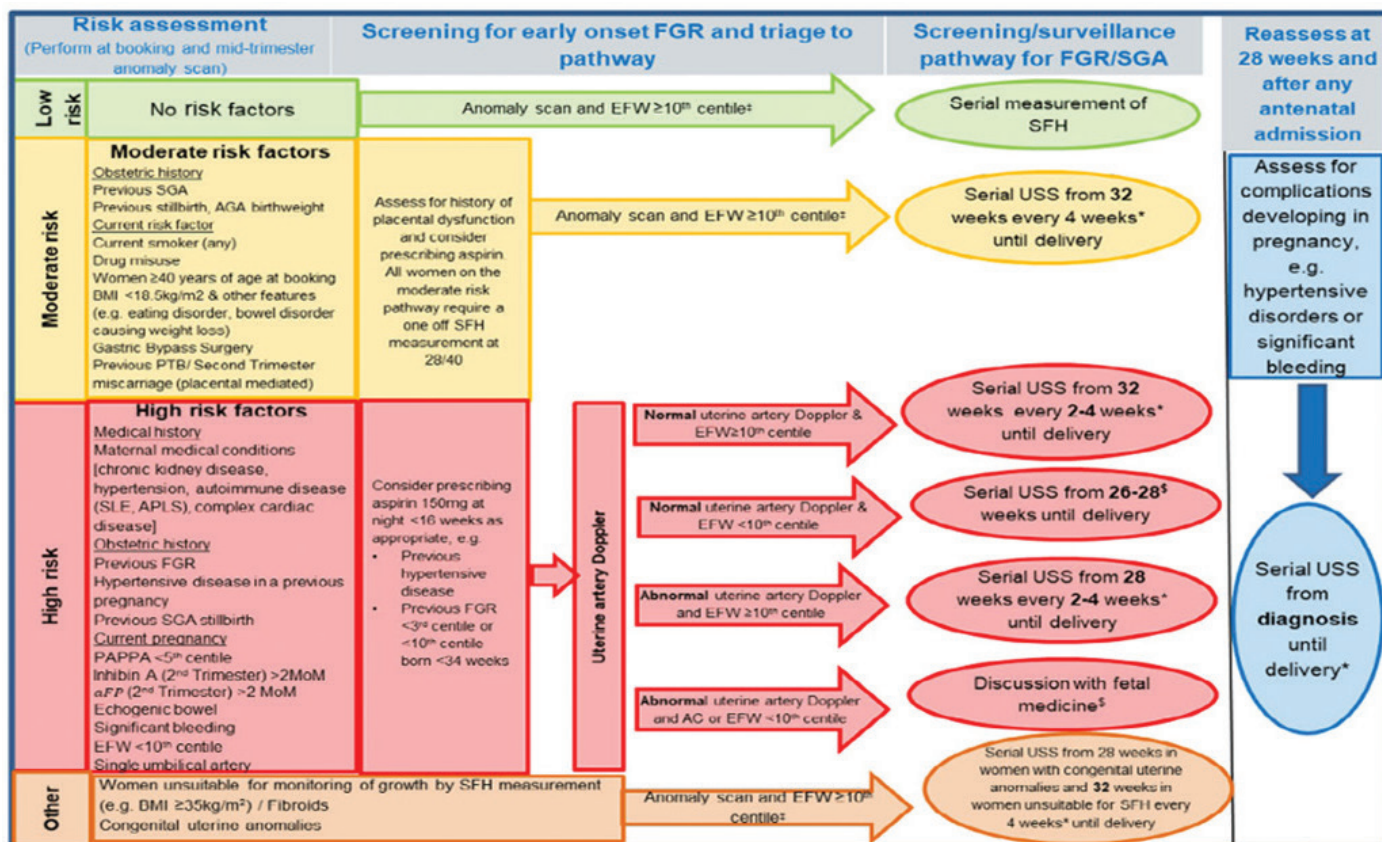 Risk assessment
(Perform at booking and mid-trimester
anomaly scan)
Screening for early onset FGR and triage to
pathway
Screening/surveillance
pathway for FGR/SGA
Reassess at
28 weeks and
after any
antenatal
admission
Low
risk
No risk factors
Anomaly scan and EFW ≥10th centile‡
Serial measurement of
SFH
Moderate risk
Moderate risk factors
Obstetric history
Previous SGA
Previous stillbirth, AGA birthweight
Current risk factor
Current smoker (any)
Drug misuse
Women ≥40 years of age at booking
BMI <18.5kg/m2 & other features
(e.g. eating disorder, bowel disorder
causing weight loss)
Gastric Bypass Surgery
Previous PTB/ Second Trimester
miscarriage (placental mediated)
Assess for history of
placental dysfunction
and consider
prescribing aspirin.
All women on the
moderate risk
pathway require a
one off SFH
measurement at
28/40
Anomaly scan and EFW ≥10th centile‡
Serial USS from 32
weeks every 4 weeks*
until delivery
High risk
High risk factors
Medical history
Maternal medical conditions
[chronic kidney disease,
hypertension, autoimmune disease
(SLE, APLS), complex cardiac
disease]
Obstetric history
Previous FGR
Hypertensive disease in a previous
pregnancy
Previous SGA stillbirth
Current pregnancy
PAPPA <5th centile
Inhibin A (2nd Trimester) >2MoM
αFP (2nd Trimester) >2 MoM
Echogenic bowel
Significant bleeding
EFW <10th centile
Single umbilical artery
Consider prescribing
aspirin 150mg at
night <16 weeks as
appropriate, e.g.
• Previous
hypertensive
disease
• Previous FGR
<3rd centile or
<10th centile
born <34 weeks
Uterine artery Doppler
Normal uterine artery Doppler &
EFW≥10th centile
Serial USS from 32
weeks every 2-4 weeks*
until delivery
Normal uterine artery Doppler &
EFW <10th centile
Serial USS from 26-28$
weeks until delivery
Abnormal uterine artery Doppler
and EFW ≥10th centile
Serial USS from 28
weeks every 2-4 weeks*
until delivery
Abnormal uterine artery Doppler
and AC or EFW <10th centile
Discussion with fetal
medicine$
Other
Women unsuitable for monitoring of growth by SFH measurement
(e.g. BMI ≥35kg/m²) / Fibroids
Congenital uterine anomalies
Anomaly scan and EFW ≥10th
centile‡
Serial USS from 28 weeks in
women with congenital uterine
anomalies and 32 weeks in
women unsuitable for SFH every
4 weeks* until delivery
Assess for
complications
developing in
pregnancy,
e.g.
hypertensive
disorders or
significant
bleeding
Serial USS
from
diagnosis
until
delivery*